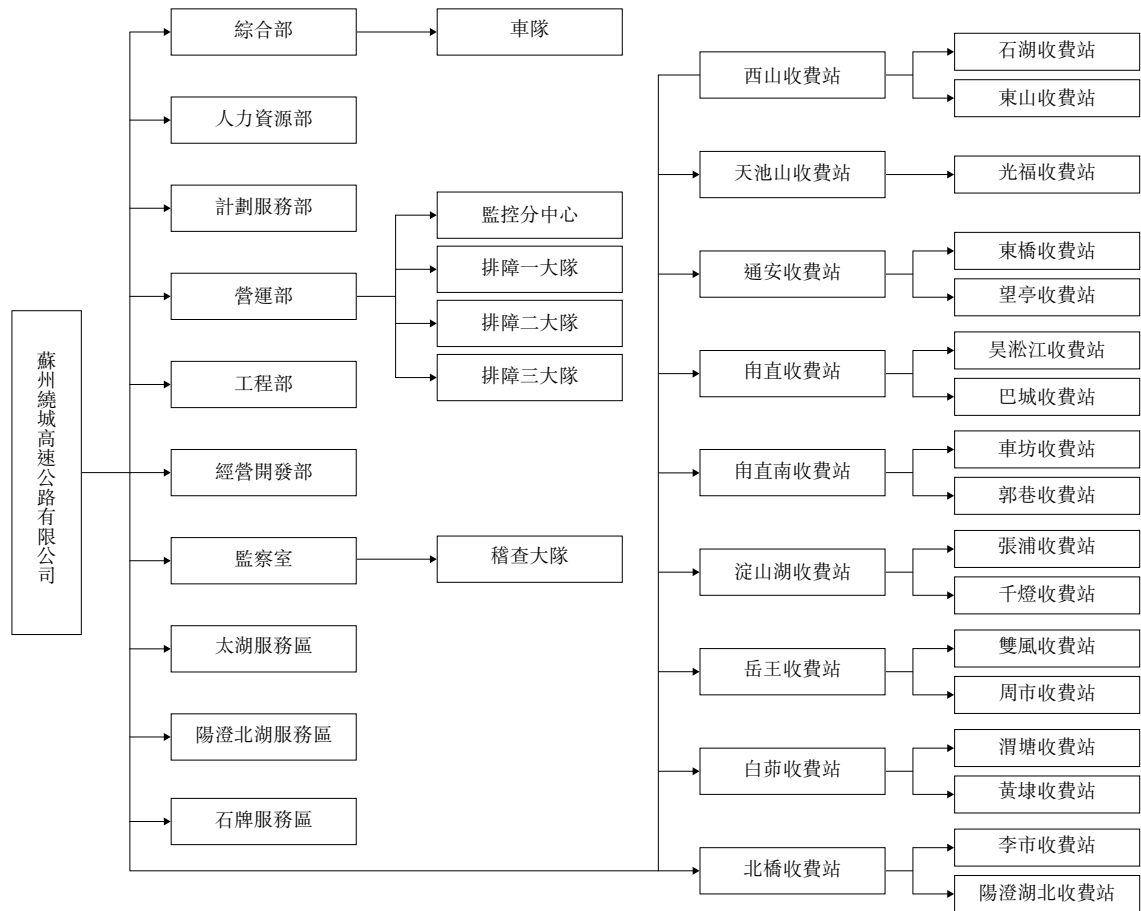 蘇州繞城高速公路有限公司
綜合部
車隊
人力資源部
計劃服務部
營運部
監控分中心
排障一大隊
排障二大隊
排障三大隊
工程部
經營開發部
監察室
稽查大隊
太湖服務區
陽澄北湖服務區
石牌服務區
西山收費站
石湖收費站
東山收費站
天池山收費站
光福收費站
通安收費站
東橋收費站
望亭收費站
甪直收費站
吴淞江收費站
巴城收費站
甪直南收費站
車坊收費站
郭巷收費站
淀山湖收費站
張浦收費站
千燈收費站
岳王收費站
雙風收費站
周市收費站
白茆收費站
渭塘收費站
黃埭收費站
北橋收費站
李市收費站
陽澄湖北收費站